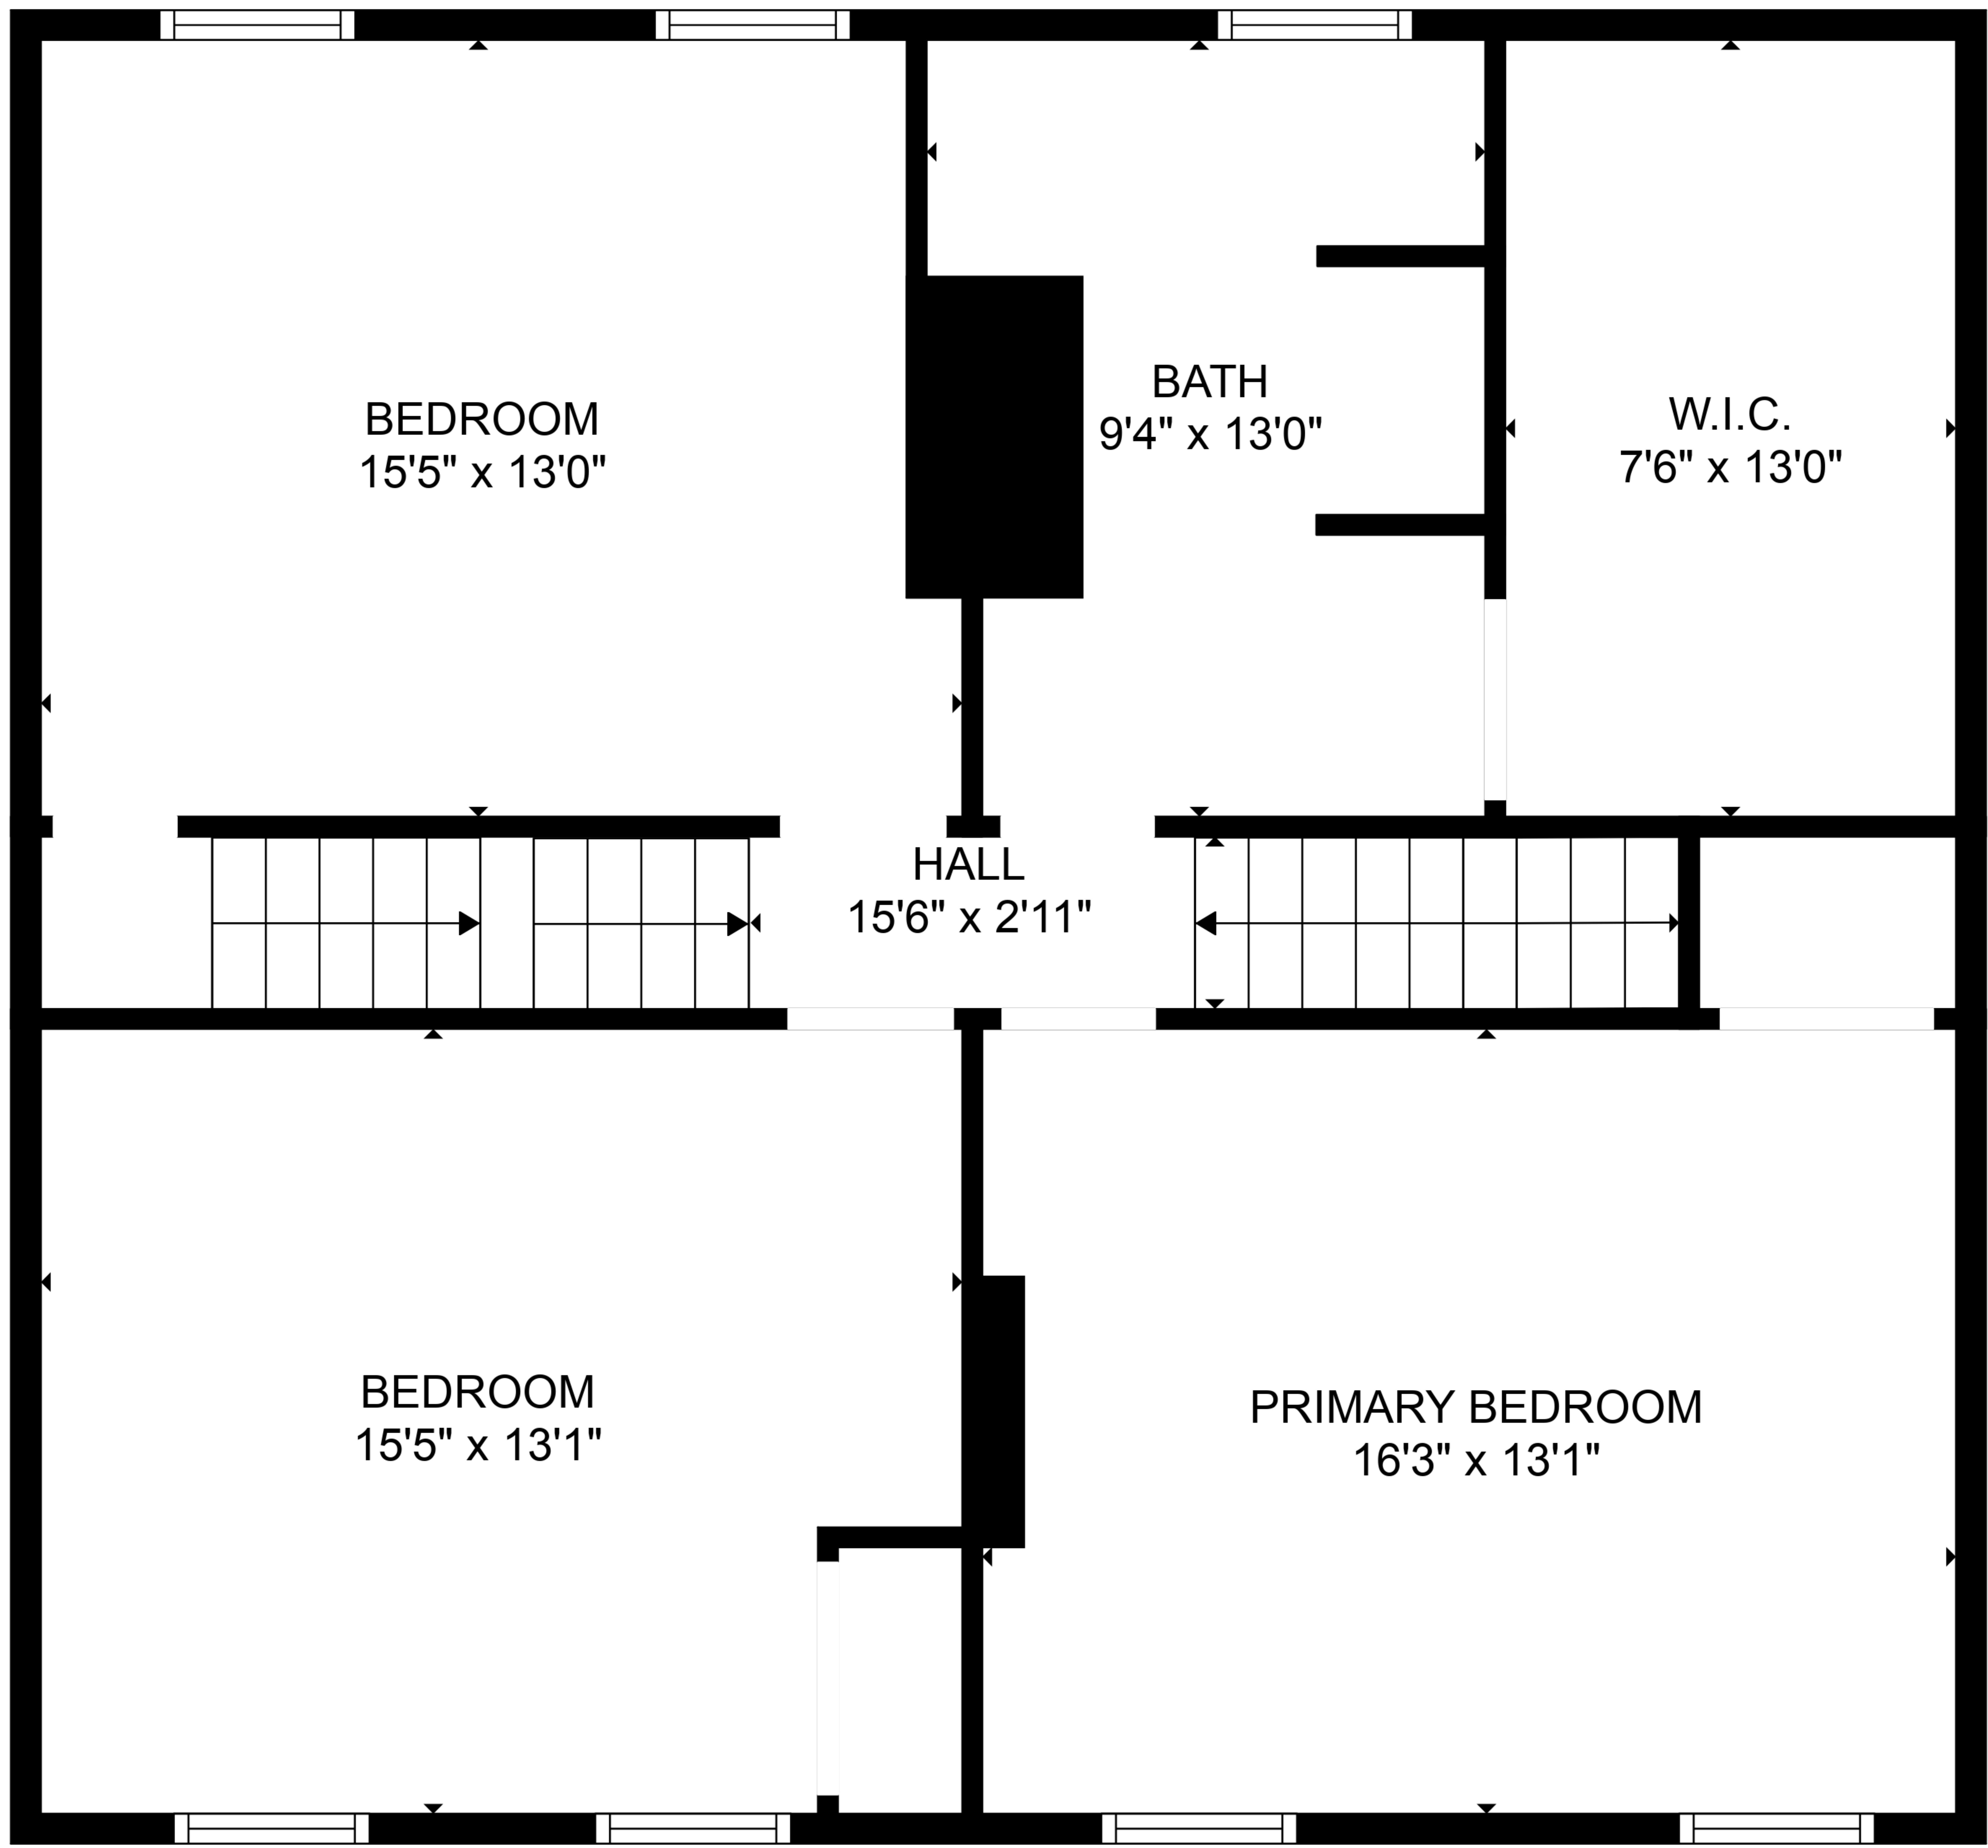 BEDROOM
15'5" x 13'0"
BATH
9'4" x 13'0"
W.I.C.
7'6" x 13'0"
HALL
15'6" x 2'11"
BEDROOM
15'5" x 13'1"
PRIMARY BEDROOM
16'3" x 13'1"